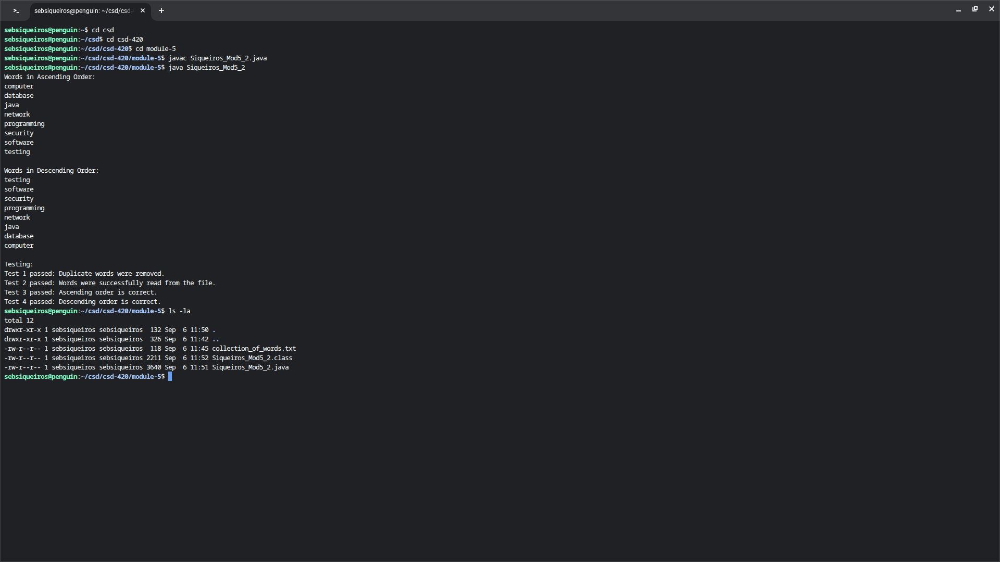 sebsiqueiros@penguin: ~/csd/csd-
sebsiqueiros@penguin:~$ cd csd
sebsiqueiros@penguin:~/csd$ cd csd-420
sebsiqueiros@penguin:~/csd/csd-420$ cd module-5
sebsiqueiros@penguin:~/csd/csd-420/module-5$ javac Siqueiros_Mod5_2.java
sebsiqueiros@penguin:~/csd/csd-420/module-5$ java Siqueiros_Mod5_2
Words in Ascending Order:
computer
database
java
network
programming
security
software
testing

Words in Descending Order:
testing
software
security
programming
network
java
database
computer

Testing:
Test 1 passed: Duplicate words were removed.
Test 2 passed: Words were successfully read from the file.
Test 3 passed: Ascending order is correct.
Test 4 passed: Descending order is correct.
sebsiqueiros@penguin:~/csd/csd-420/module-5$ ls -la
total 12
drwxr-xr-x 1 sebsiqueiros sebsiqueiros  132 Sep  6 11:50 .
drwxr-xr-x 1 sebsiqueiros sebsiqueiros  326 Sep  6 11:42 ..
-rw-r--r-- 1 sebsiqueiros sebsiqueiros  118 Sep  6 11:45 collection_of_words.txt
-rw-r--r-- 1 sebsiqueiros sebsiqueiros 2211 Sep  6 11:52 Siqueiros_Mod5_2.class
-rw-r--r-- 1 sebsiqueiros sebsiqueiros 3640 Sep  6 11:51 Siqueiros_Mod5_2.java
sebsiqueiros@penguin:~/csd/csd-420/module-5$